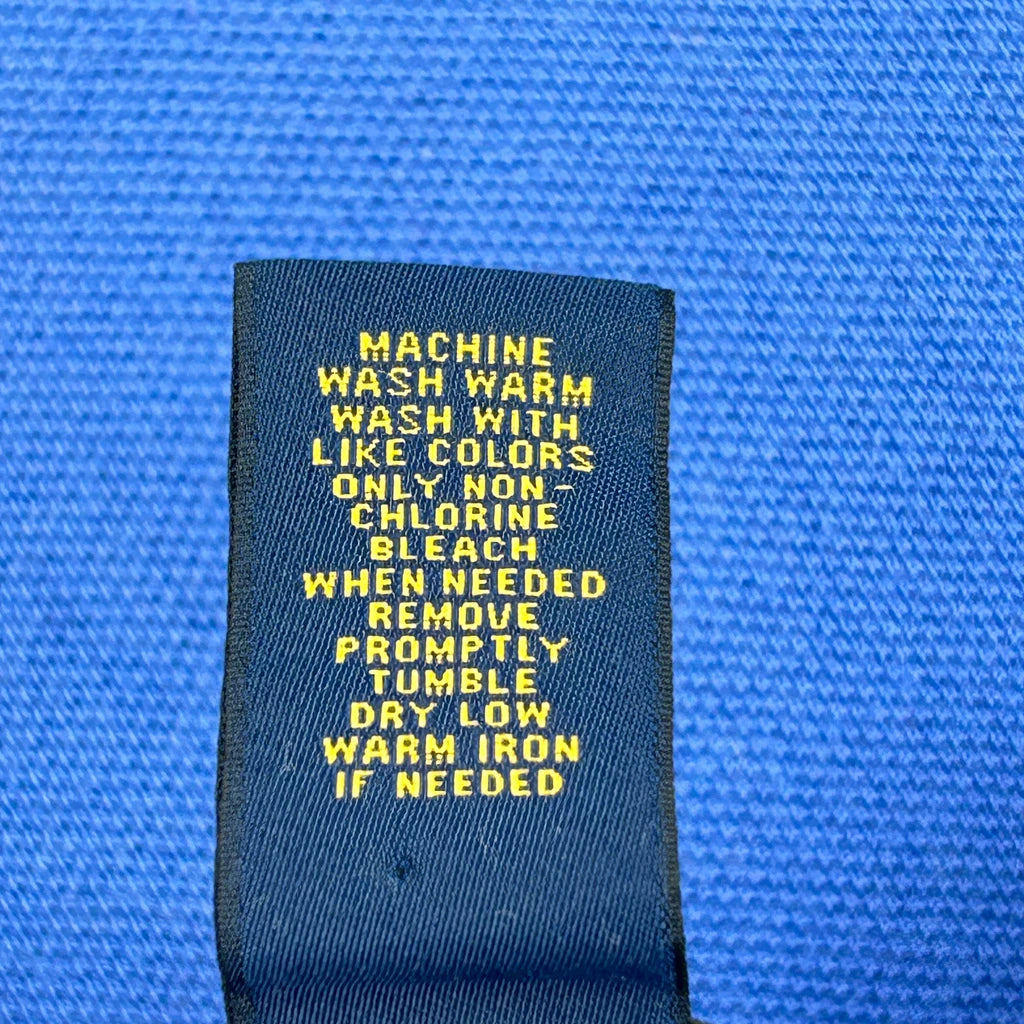 MACHINE
WASH WARM
WASH WITH
LIKE COLORS
ONLY NON-
CHLORINE
BLEACH
WHEN NEEDED
REMOVE
PROMPTLY
TUMBLE
DRY LOW
WARM IRON
IF NEEDED